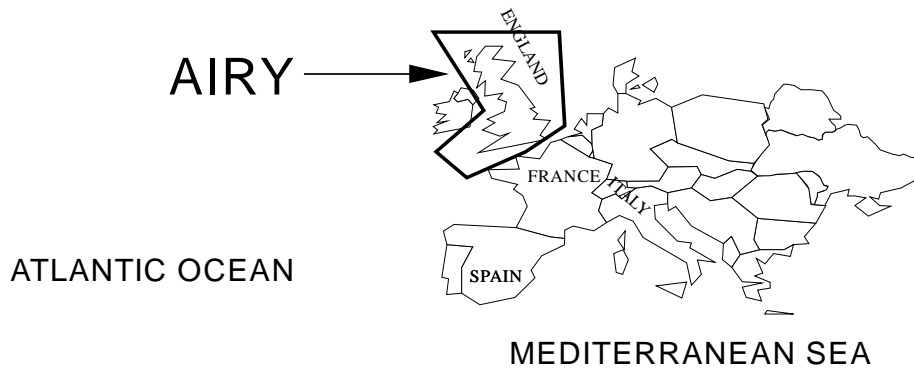 ENGLAND
AIRY
FRANCE
ITALY
ATLANTIC OCEAN
SPAIN
MEDITERRANEAN SEA